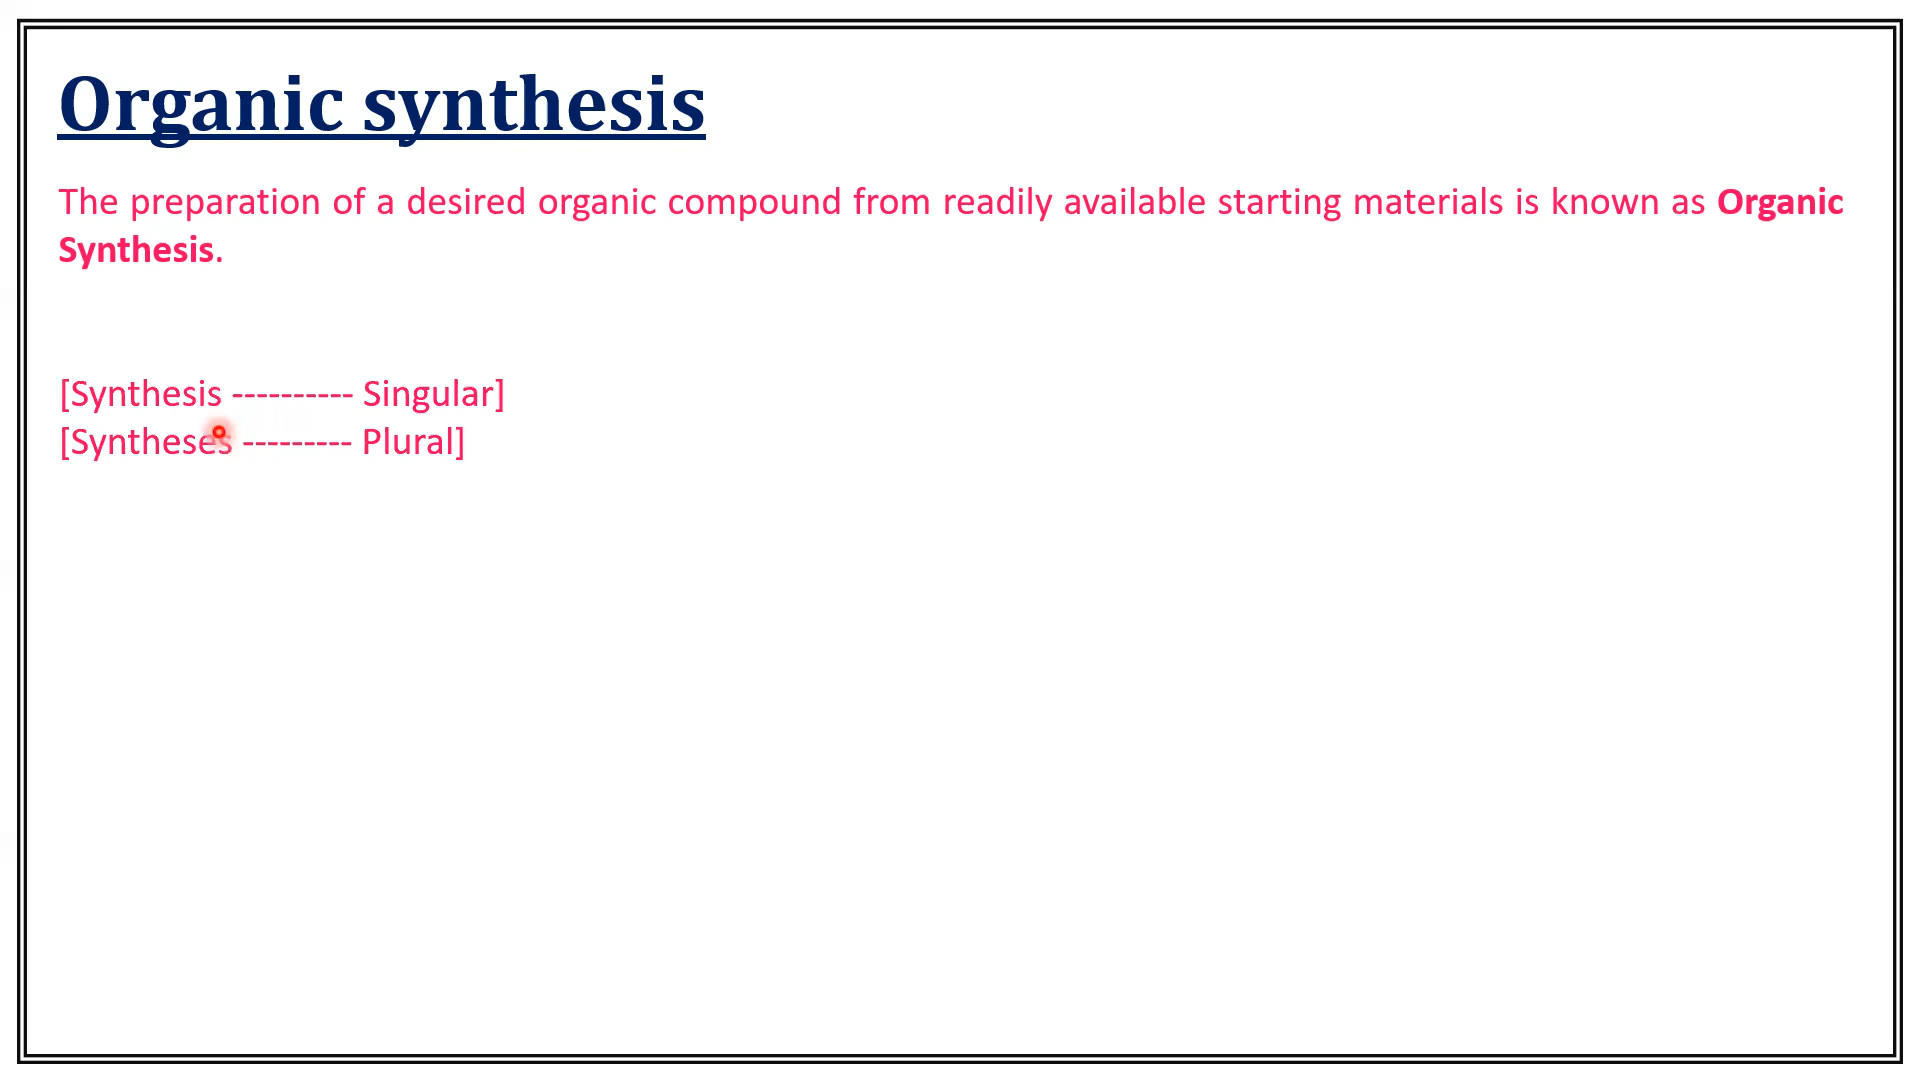 Organic synthesis
The preparation of a desired organic compound from readily available starting materials is known as Organic
Synthesis.
[Synthesis ---------- Singular]
[Syntheses --------- Plural]